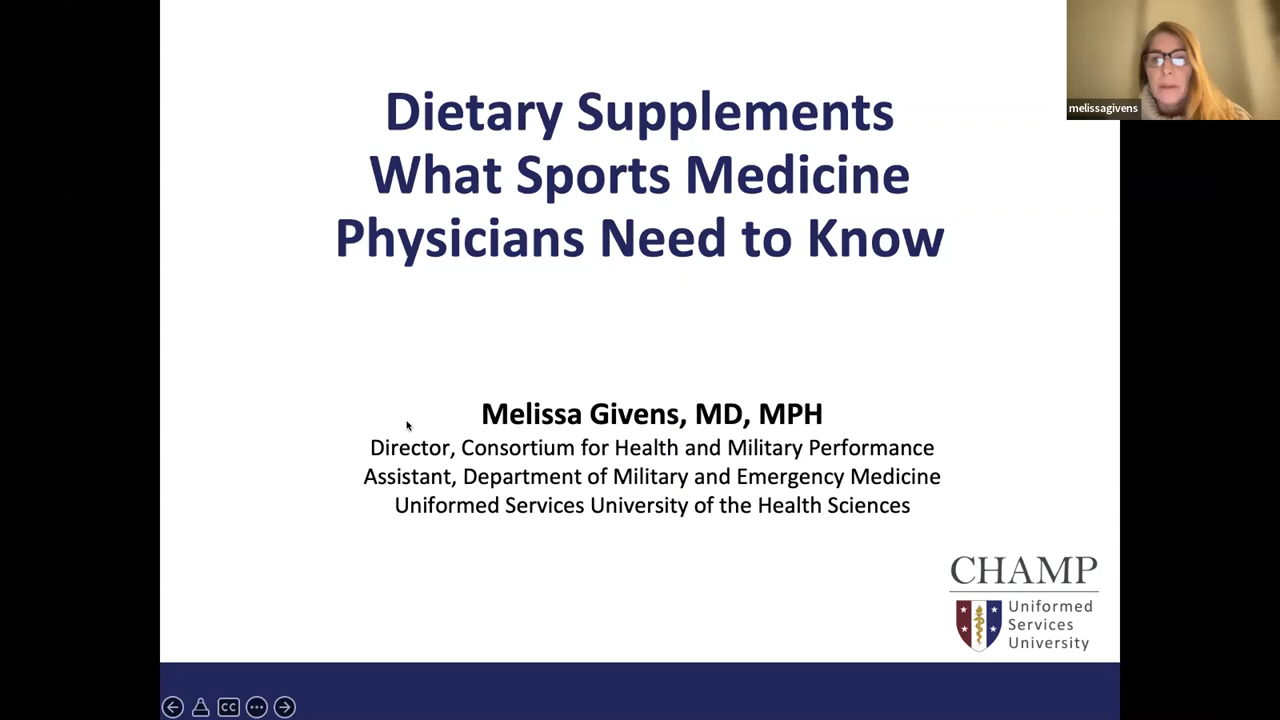 Dietary Supplements
What Sports Medicine
Physicians Need to Know
melissagivens
Melissa Givens, MD, MPH
Director, Consortium for Health and Military Performance
Assistant, Department of Military and Emergency Medicine
Uniformed Services University of the Health Sciences
CHAMP
Uniformed
Services
University
CC